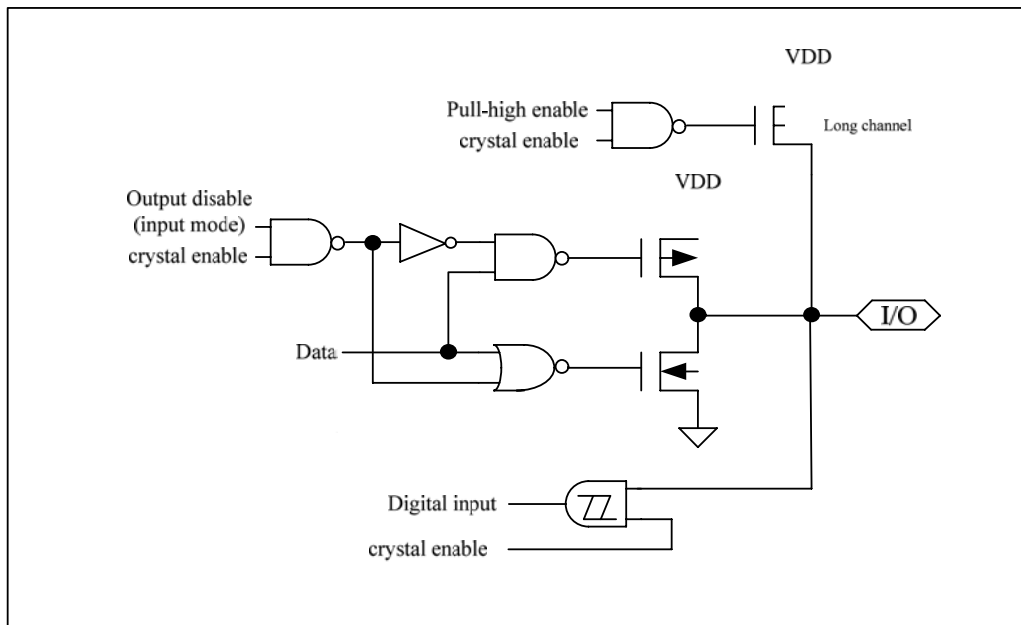 VDD
Pull-high enable
crystal enable
Long channel
VDD
Output disable
(input mode)
crystal enable
I/O
Data
Digital input
crystal enable